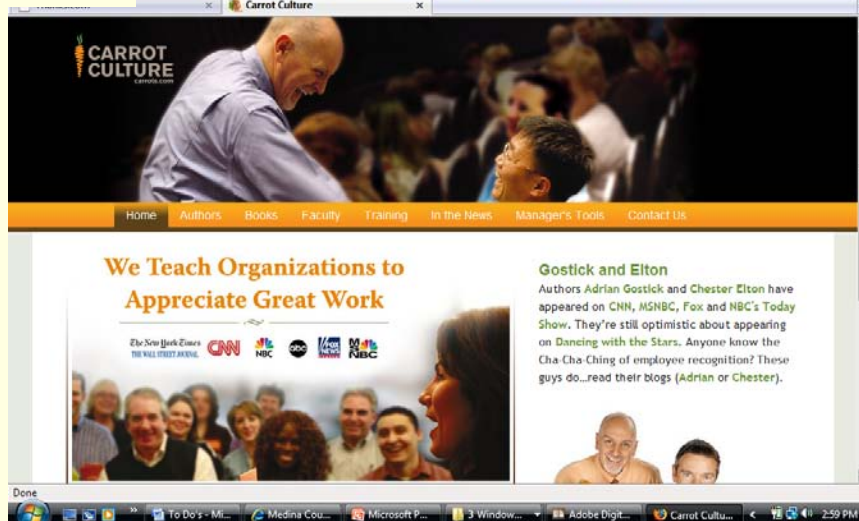 Carrot Culture
CARROT
CULTURE
carrots.com
Home Authors Books Faculty Training In the News Manager's Tools Contact Us
We Teach Organizations to
Appreciate Great Work
The New York Times
THE WALL STREET JOURNAL
CNN NBC abc FOX NEWS MSNBC
Gostick and Elton
Authors Adrian Gostick and Chester Elton have
appeared on CNN, MSNBC, Fox and NBC's Today
Show. They're still optimistic about appearing
on Dancing with the Stars. Anyone know the
Cha-Cha-Ching of employee recognition? These
guys do...read their blogs (Adrian or Chester).
Done
To Do's - Mi... Medina Cou... Microsoft P... 3 Window... Adobe Digit... Carrot Cultu... 2:59 PM